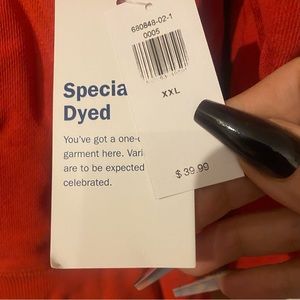 Specia
Dyed
You've got a one-
garment here. Vari
are to be expected
celebrated.
680848-02-1
0005
XXL
$39.99